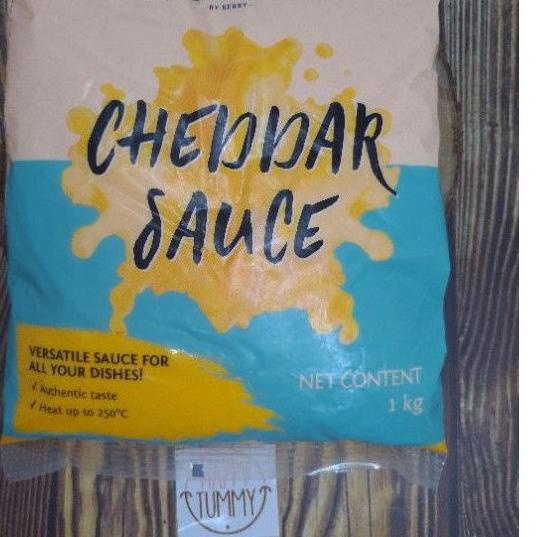 BY KERRY
CHEDDAR
SAUCE
VERSATILE SAUCE FOR
ALL YOUR DISHES!
✓ Authentic taste
✓ Heat up to 250°C
NET CONTENT
1 kg
TUMMY